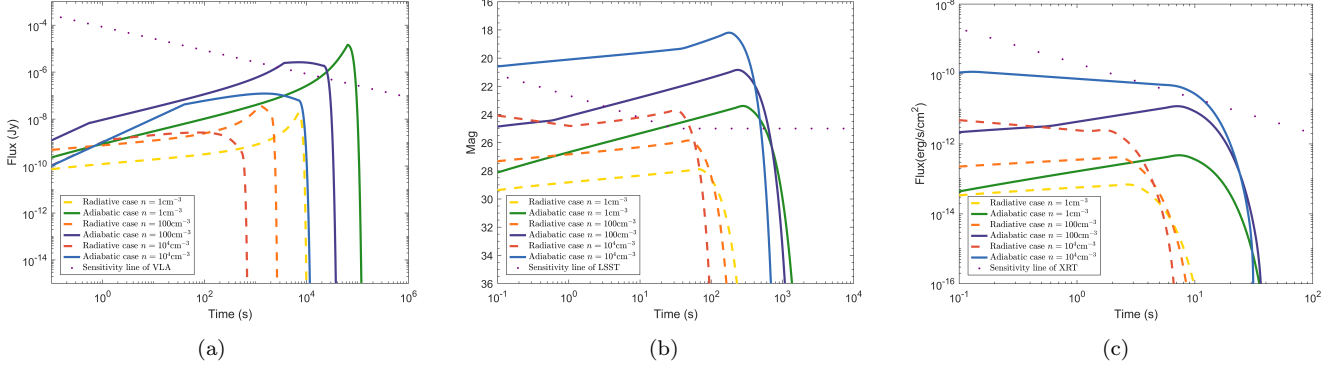 10^-4
10^-6
10^-8
10^-10
10^-12
10^-14
Flux (Jy)
Radiative case n = 1cm^-3
Adiabatic case n = 1cm^-3
Radiative case n = 100cm^-3
Adiabatic case n = 100cm^-3
Radiative case n = 10^4cm^-3
Adiabatic case n = 10^4cm^-3
Sensitivity line of VLA
10^0 10^2 10^4 10^6
Time (s)
(a)
16
18
20
22
24
26
28
30
32
34
36
Mag
Radiative case n = 1cm^-3
Adiabatic case n = 1cm^-3
Radiative case n = 100cm^-3
Adiabatic case n = 100cm^-3
Radiative case n = 10^4cm^-3
Adiabatic case n = 10^4cm^-3
Sensitivity line of LSST
10^-1 10^0 10^1 10^2 10^3 10^4
Time (s)
(b)
10^-8
10^-10
10^-12
10^-14
10^-16
Flux(erg/s/cm^2)
Radiative case n = 1cm^-3
Adiabatic case n = 1cm^-3
Radiative case n = 100cm^-3
Adiabatic case n = 100cm^-3
Radiative case n = 10^4cm^-3
Adiabatic case n = 10^4cm^-3
Sensitivity line of XRT
10^-1 10^0 10^1 10^2
Time (s)
(c)